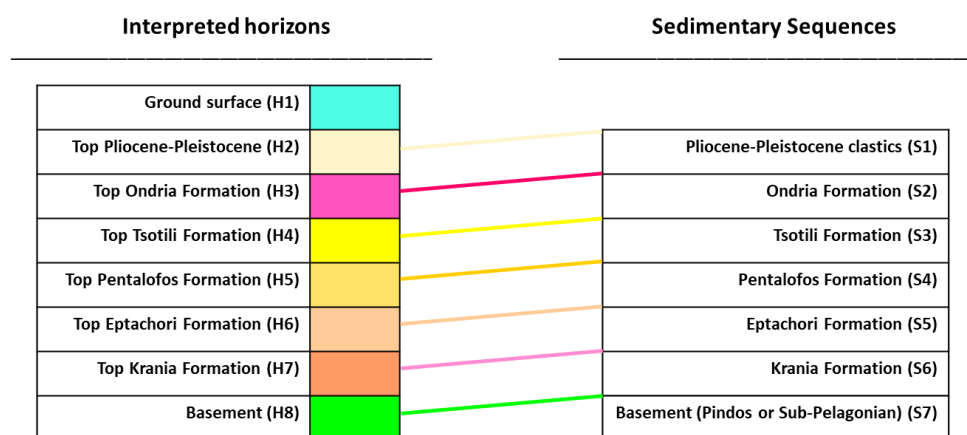 Interpreted horizons
Sedimentary Sequences
Ground surface (H1)
Top Pliocene-Pleistocene (H2)
Pliocene-Pleistocene clastics (S1)
Top Ondria Formation (H3)
Ondria Formation (S2)
Top Tsotili Formation (H4)
Tsotili Formation (S3)
Top Pentalofos Formation (H5)
Pentalofos Formation (S4)
Top Eptachori Formation (H6)
Eptachori Formation (S5)
Top Krania Formation (H7)
Krania Formation (S6)
Basement (H8)
Basement (Pindos or Sub-Pelagonian) (S7)